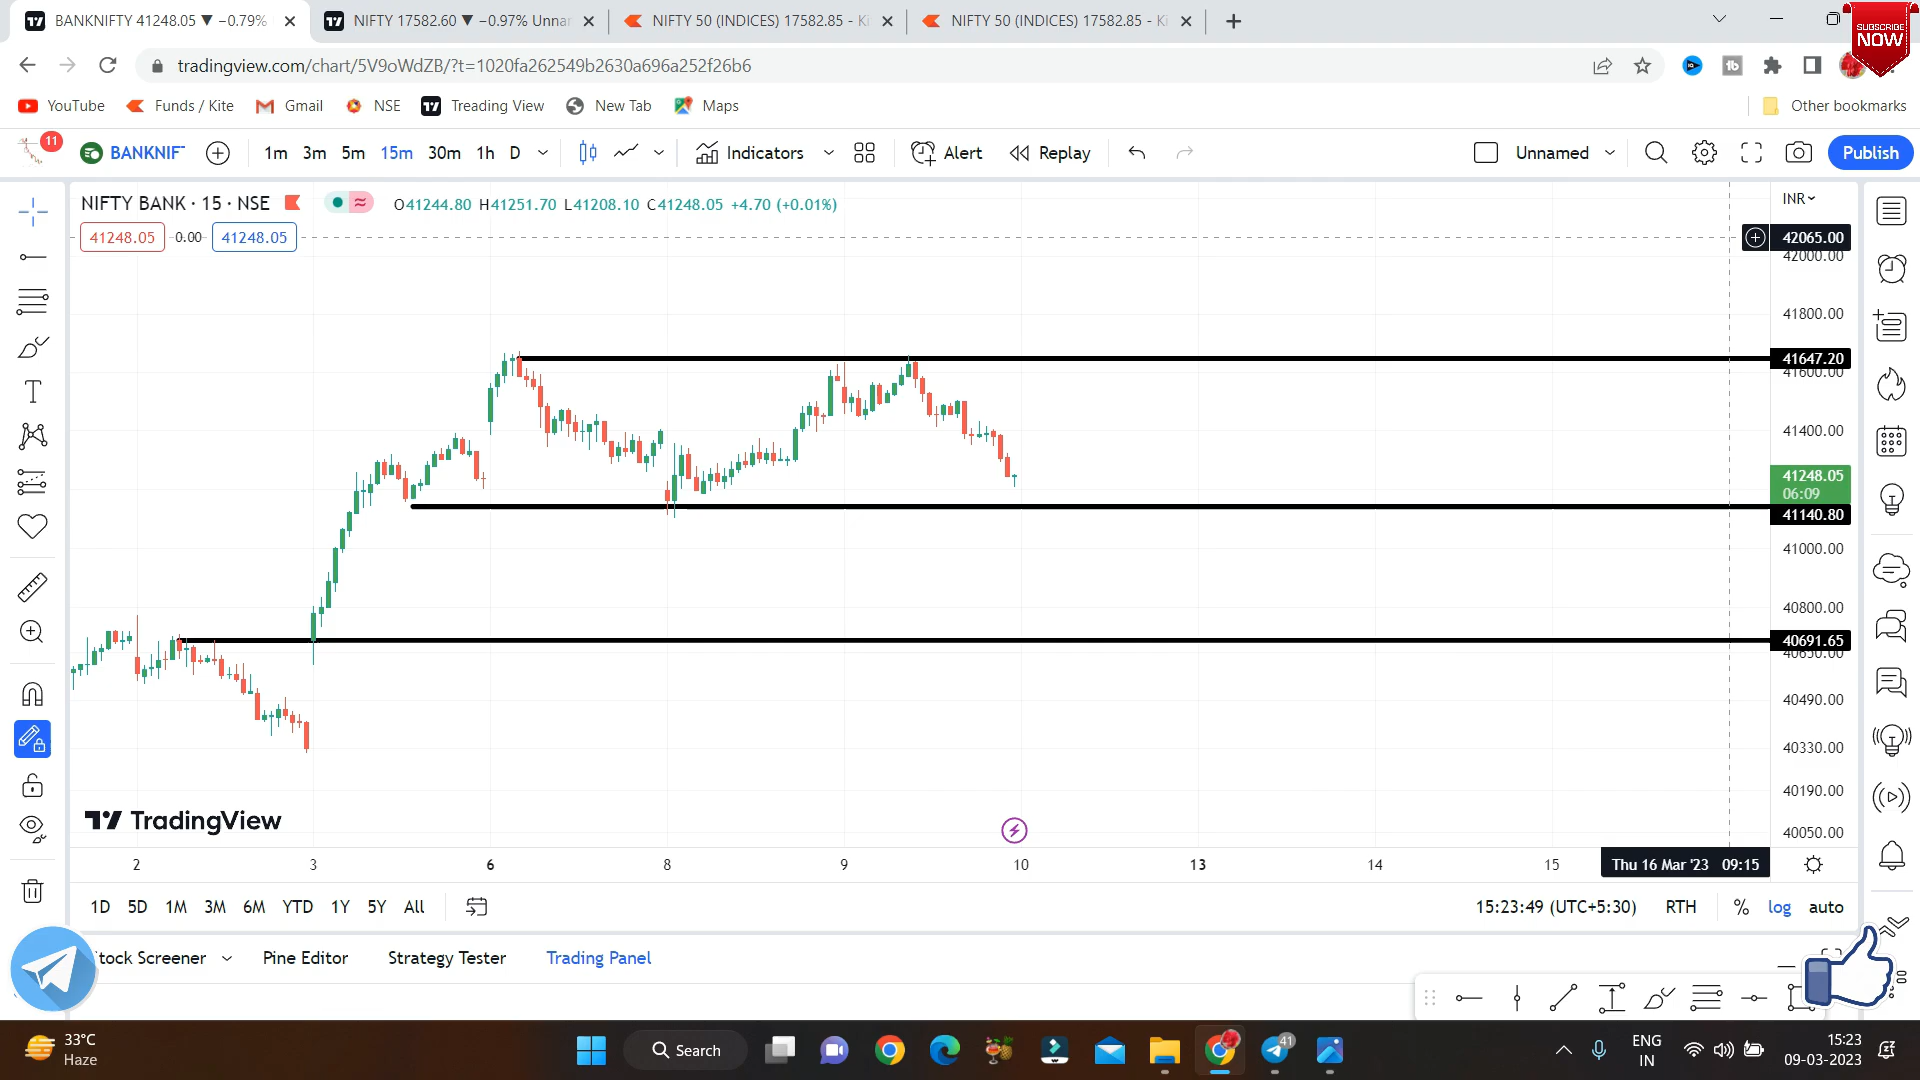 BANKNIFTY 41248.05 ▼ −0.79%
NIFTY 17582.60 ▼ −0.97% Unnar
NIFTY 50 (INDICES) 17582.85 - Ki
NIFTY 50 (INDICES) 17582.85 - Ki
SUBSCRIBE
NOW
tradingview.com/chart/5V9oWdZB/?t=1020fa262549b2630a696a252f26b6
YouTube
Funds / Kite
Gmail
NSE
Treading View
New Tab
Maps
Other bookmarks
11
BANKNIF
1m 3m 5m 15m 30m 1h D
Indicators
Alert
Replay
Unnamed
Publish
NIFTY BANK · 15 · NSE
O41244.80 H41251.70 L41208.10 C41248.05 +4.70 (+0.01%)
INR
41248.05 0.00 41248.05
42065.00
42000.00
41800.00
41647.20
41600.00
41400.00
41248.05
06:09
41140.80
41000.00
40800.00
40691.65
40650.00
40490.00
40330.00
40190.00
40050.00
TradingView
2 3 6 8 9 10 13 14 15
Thu 16 Mar '23 09:15
1D 5D 1M 3M 6M YTD 1Y 5Y All
15:23:49 (UTC+5:30) RTH % log auto
tock Screener
Pine Editor
Strategy Tester
Trading Panel
33°C
Haze
Search
41
ENG
IN
15:23
09-03-2023